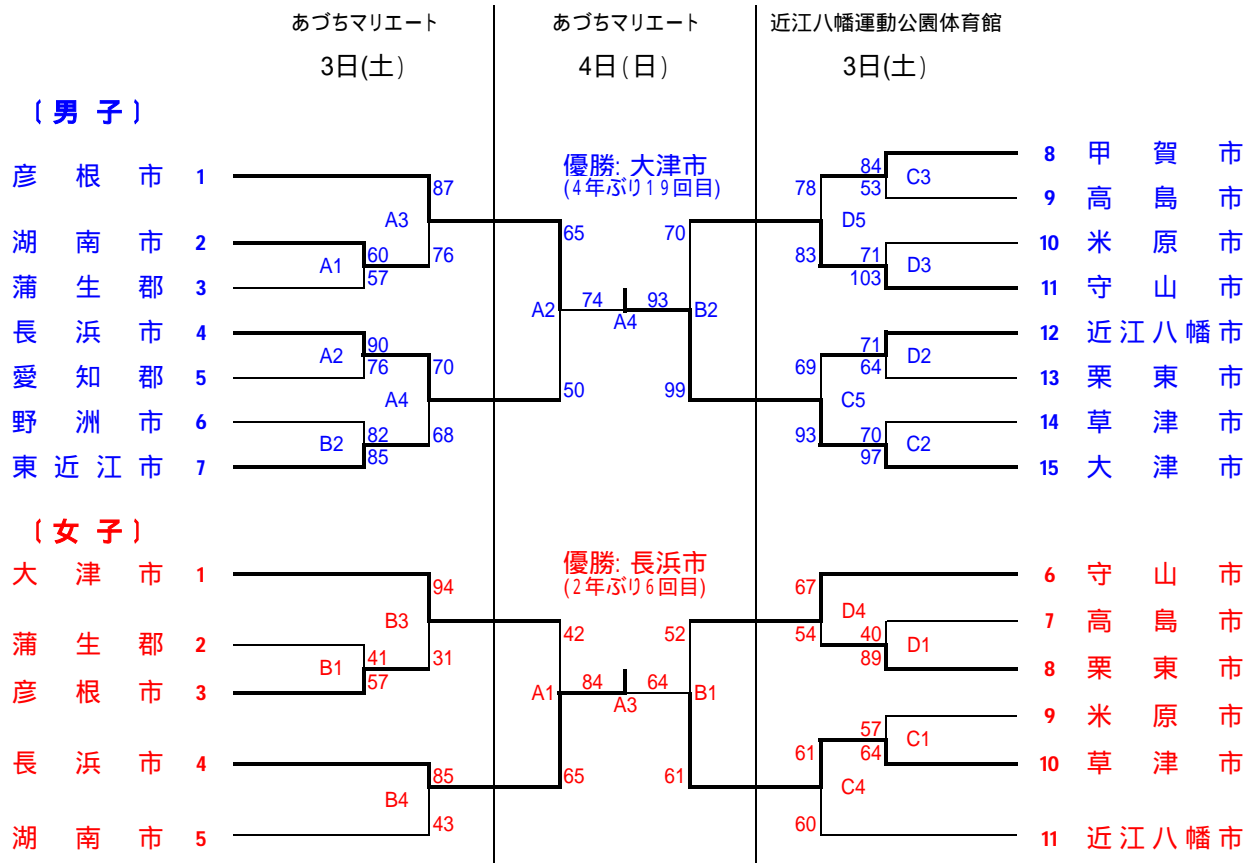 あづちマリエート あづちマリエート 近江八幡運動公園体育館
3日(土) 4日(日) 3日(土)
〔男子〕
優勝: 大津市
(4年ぶり19回目)
彦根市 1
湖南市 2
蒲生郡 3
長浜市 4
愛知郡 5
野洲市 6
東近江市 7
87
A3
60 76
A1
57
90
A2
76 70
A4
82 68
B2
85
65 70
A2 74 93 B2
A4
50 99
84
C3
78 53
D5
83 71
D3
103
71
D2
69 64
C5
93 70
C2
97
8 甲賀市
9 高島市
10 米原市
11 守山市
12 近江八幡市
13 栗東市
14 草津市
15 大津市
〔女子〕
優勝: 長浜市
(2年ぶり6回目)
大津市 1
蒲生郡 2
彦根市 3
長浜市 4
湖南市 5
94
B3
41 31
B1
57
85
B4
43
42 52
A1 84 64 B1
A3
65 61
67
D4
54 40
D1
89
57
C1
61 64
C4
60
6 守山市
7 高島市
8 栗東市
9 米原市
10 草津市
11 近江八幡市